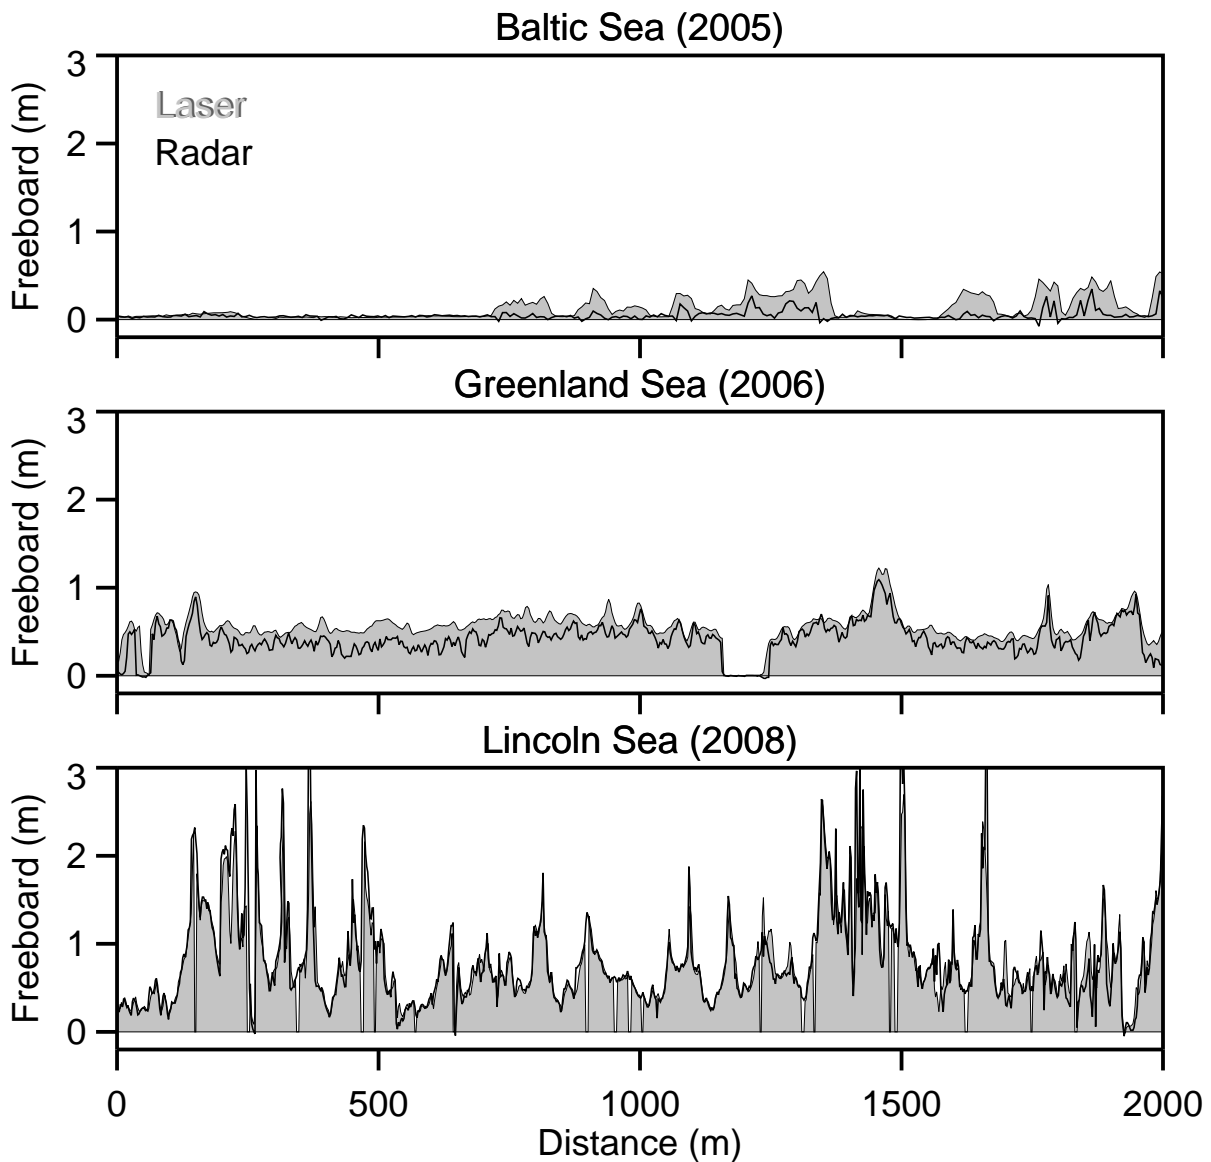 Baltic Sea (2005)
3
2
1
0
Freeboard (m)
Laser
Radar
Greenland Sea (2006)
3
2
1
0
Freeboard (m)
Lincoln Sea (2008)
3
2
1
0
Freeboard (m)
0 500 1000 1500 2000
Distance (m)